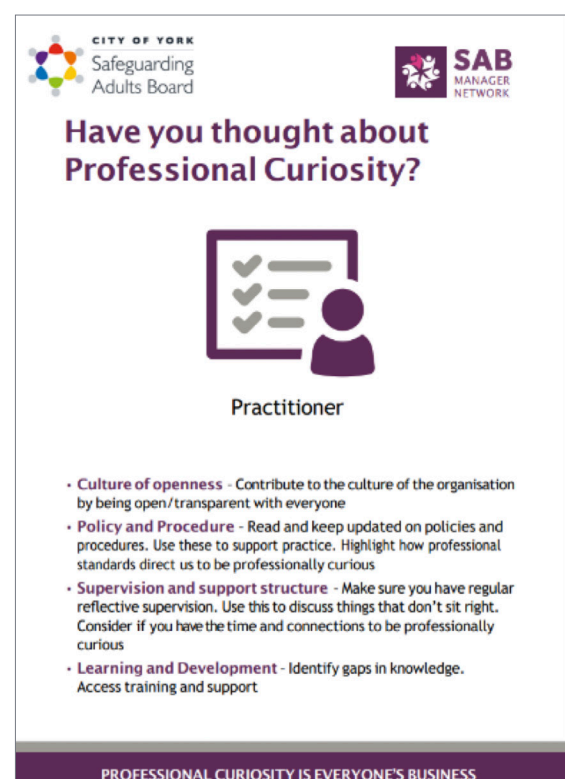 CITY OF YORK
Safeguarding
Adults Board
SAB
MANAGER
NETWORK
Have you thought about
Professional Curiosity?
Practitioner
• Culture of openness - Contribute to the culture of the organisation
by being open/transparent with everyone
• Policy and Procedure - Read and keep updated on policies and
procedures. Use these to support practice. Highlight how professional
standards direct us to be professionally curious
• Supervision and support structure - Make sure you have regular
reflective supervision. Use this to discuss things that don't sit right.
Consider if you have the time and connections to be professionally
curious
• Learning and Development - Identify gaps in knowledge.
Access training and support
PROFESSIONAL CURIOSITY IS EVERYONE'S BUSINESS